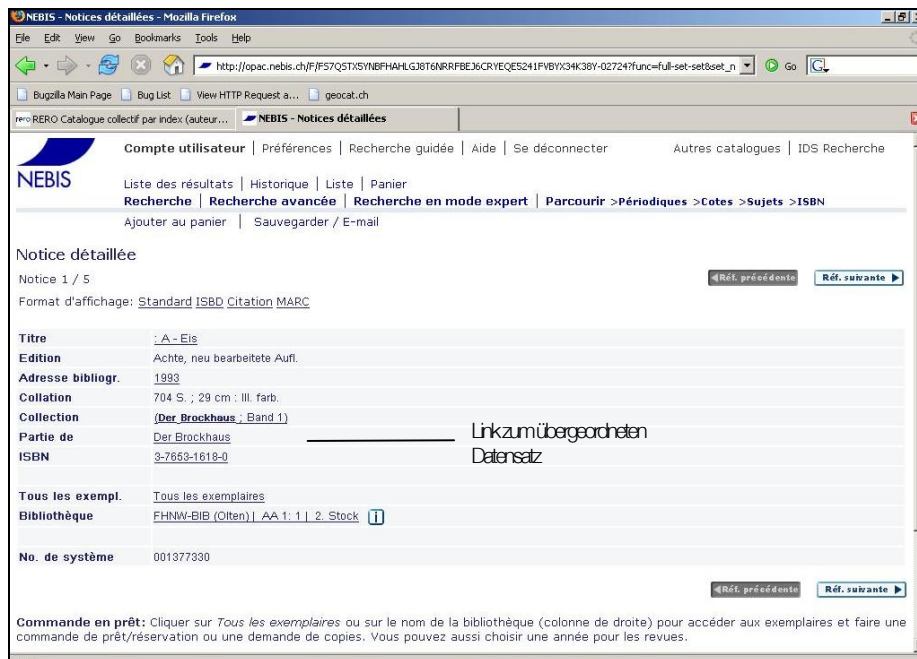 NEBIS - Notices détaillées - Mozilla Firefox
File Edit View Go Bookmarks Tools Help
http://opac.nebis.ch/F/FS7QSTX5YNBFHAHLGJ8T6NRRFBEJ6CRYEQE5241FVBYX34K38Y-02724?func=full-set-set&set_n Go G
Bugzilla Main Page Bug List View HTTP Request a... geocat.ch
rero RERO Catalogue collectif par index (auteur... NEBIS - Notices détaillées
Compte utilisateur | Préférences | Recherche guidée | Aide | Se déconnecter Autres catalogues | IDS Recherche
NEBIS
Liste des résultats | Historique | Liste | Panier
Recherche | Recherche avancée | Recherche en mode expert | Parcourir >Périodiques >Cotes >Sujets >ISBN
Ajouter au panier | Sauvegarder / E-mail
Notice détaillée
Notice 1 / 5 Réf. précédente Réf. suivante
Format d'affichage: Standard ISBD Citation MARC
Titre : A - Eis
Edition Achte, neu bearbeitete Aufl.
Adresse bibliogr. 1993
Collation 704 S. ; 29 cm : Ill. farb.
Collection (Der Brockhaus ; Band 1)
Partie de Der Brockhaus Link zum übergeordneten
Datensatz
ISBN 3-7653-1618-0
Tous les exempl. Tous les exemplaires
Bibliothèque FHNW-BIB (Olten) | AA 1: 1 | 2. Stock i
No. de système 001377330
Réf. précédente Réf. suivante
Commande en prêt: Cliquer sur Tous les exemplaires ou sur le nom de la bibliothèque (colonne de droite) pour accéder aux exemplaires et faire une
commande de prêt/réservation ou une demande de copies. Vous pouvez aussi choisir une année pour les revues.